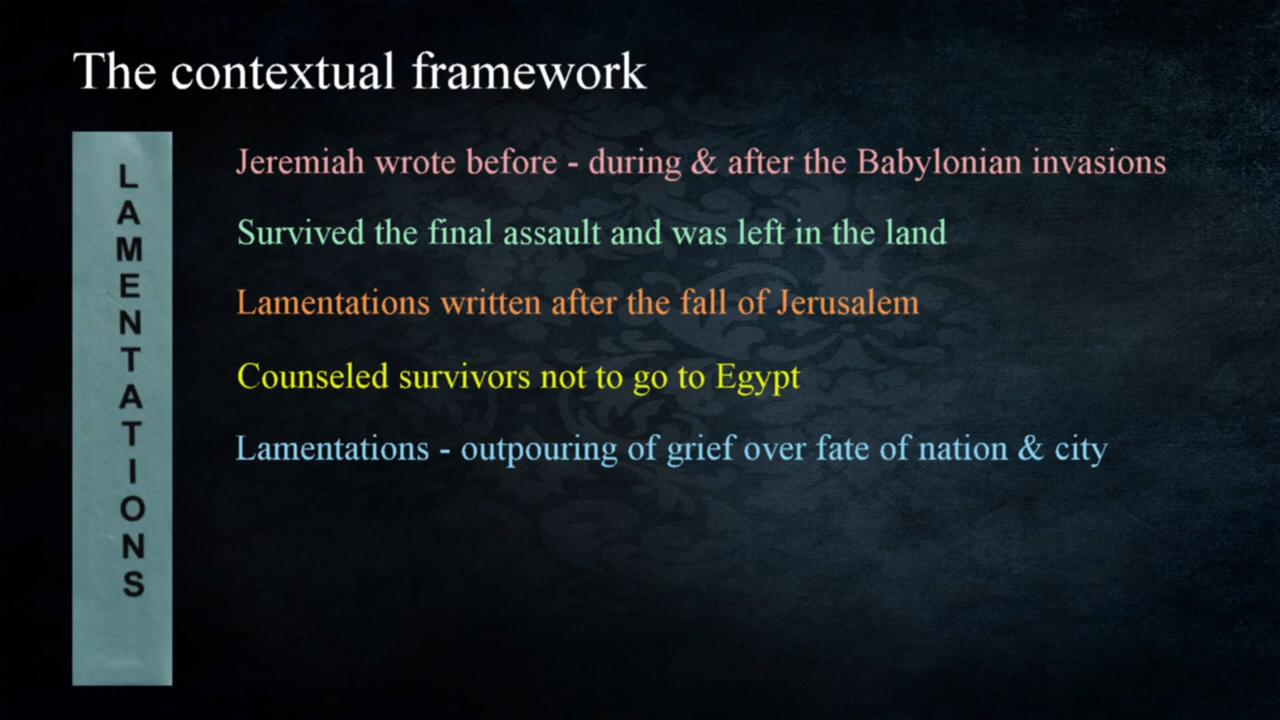 The contextual framework
LAMENTATIONS
Jeremiah wrote before - during & after the Babylonian invasions
Survived the final assault and was left in the land
Lamentations written after the fall of Jerusalem
Counseled survivors not to go to Egypt
Lamentations - outpouring of grief over fate of nation & city